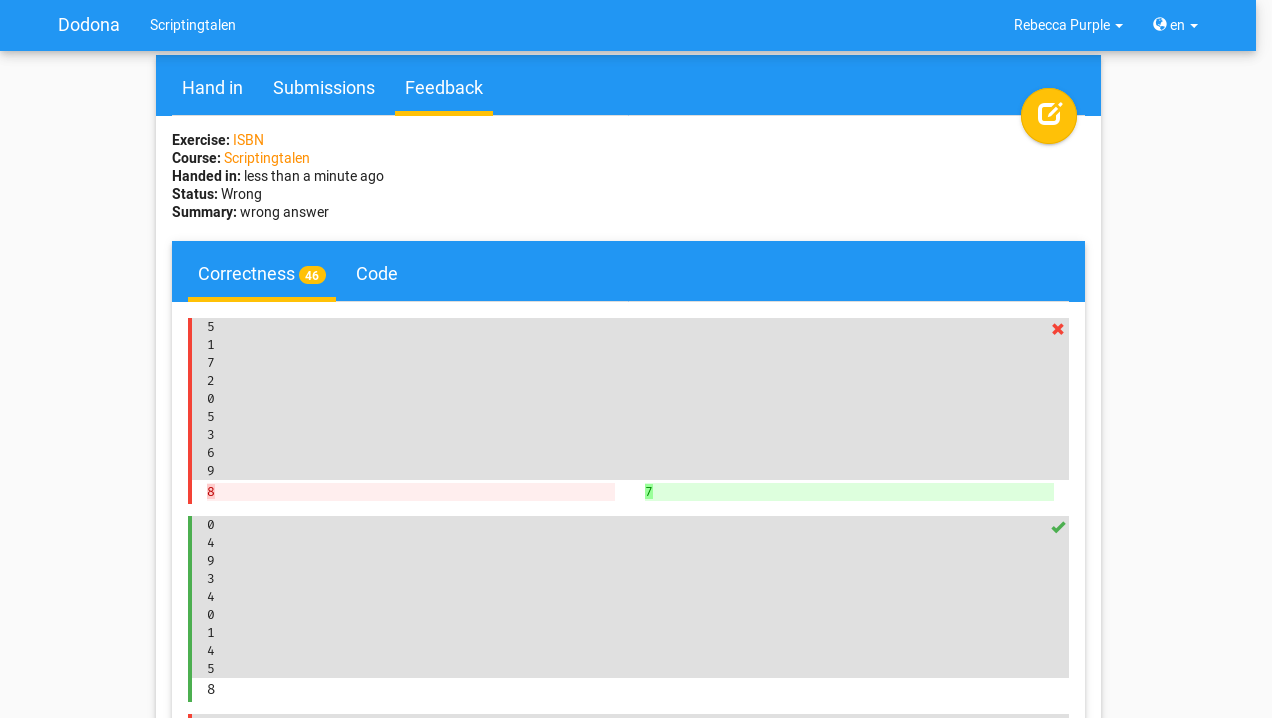 Dodona Scriptingtalen Rebecca Purple en
Hand in Submissions Feedback
Exercise: ISBN
Course: Scriptingtalen
Handed in: less than a minute ago
Status: Wrong
Summary: wrong answer
Correctness 46 Code
5
1
7
2
0
5
3
6
9
8 7
0
4
9
3
4
0
1
4
5
8